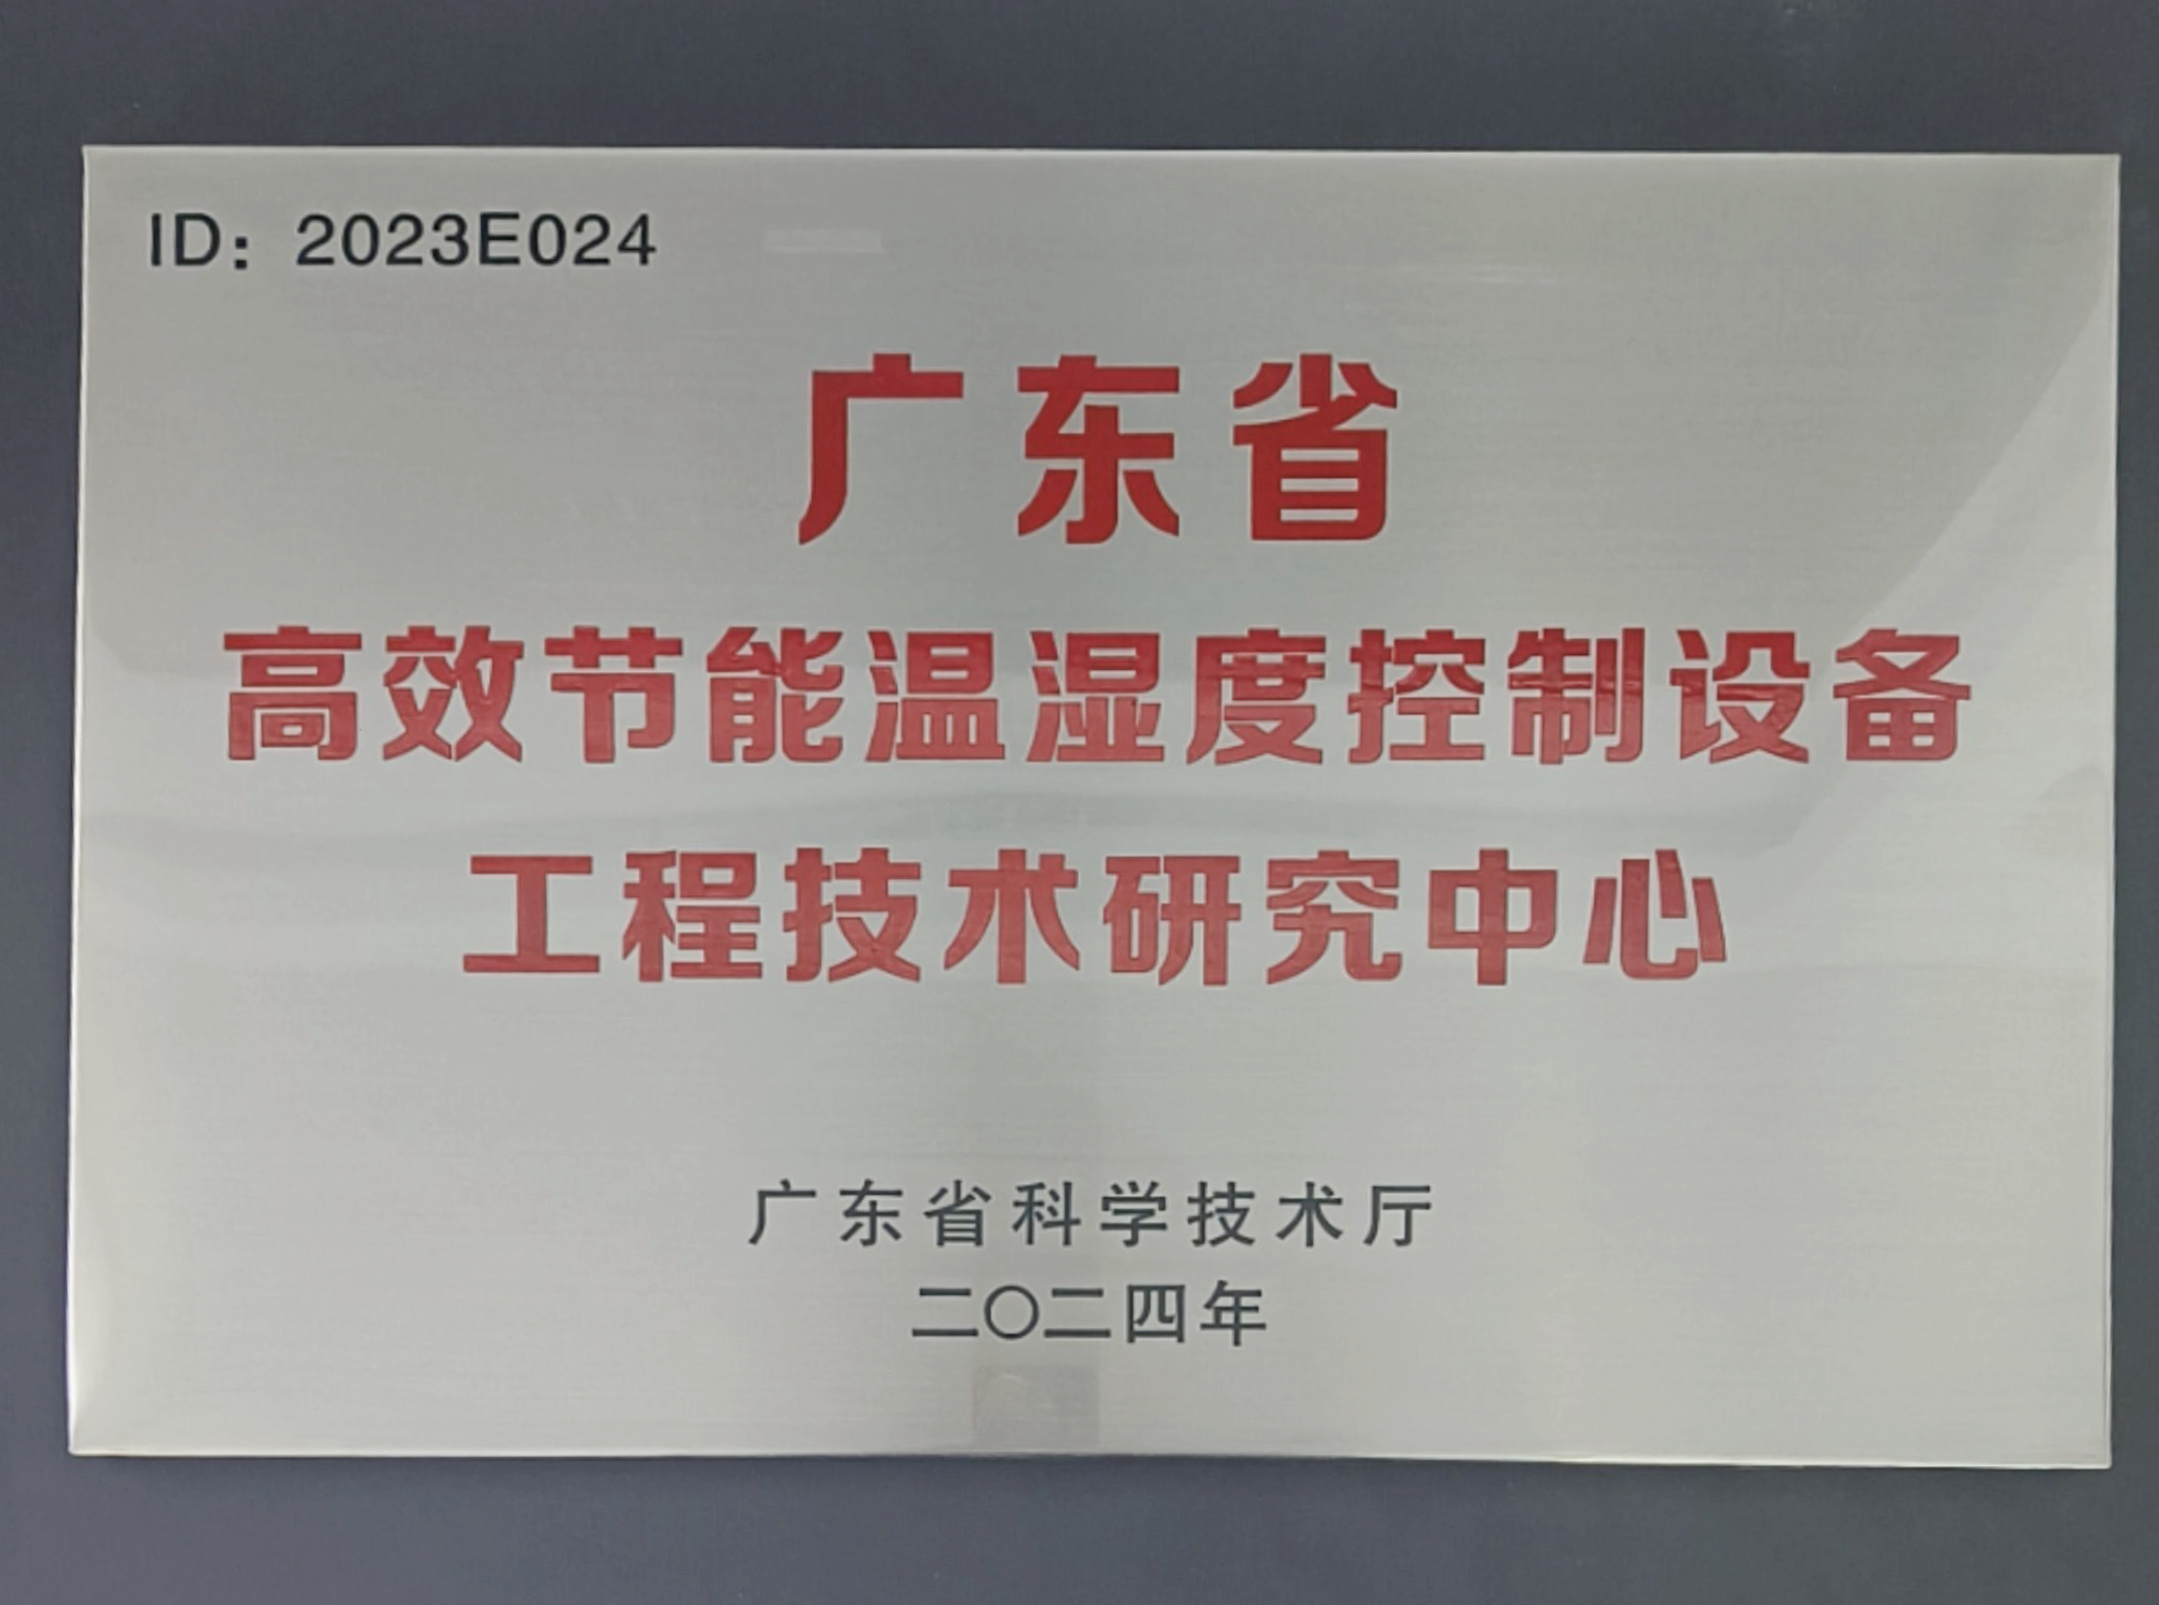 ID：2023E024
广东省
高效节能温湿度控制设备
工程技术研究中心
广东省科学技术厅
二〇二四年